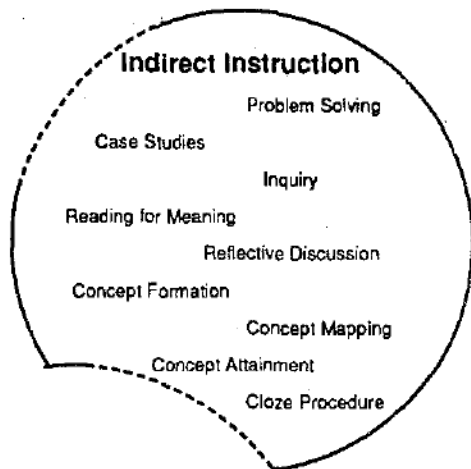 Indirect Instruction
Problem Solving
Case Studies
Inquiry
Reading for Meaning
Reflective Discussion
Concept Formation
Concept Mapping
Concept Attainment
Cloze Procedure